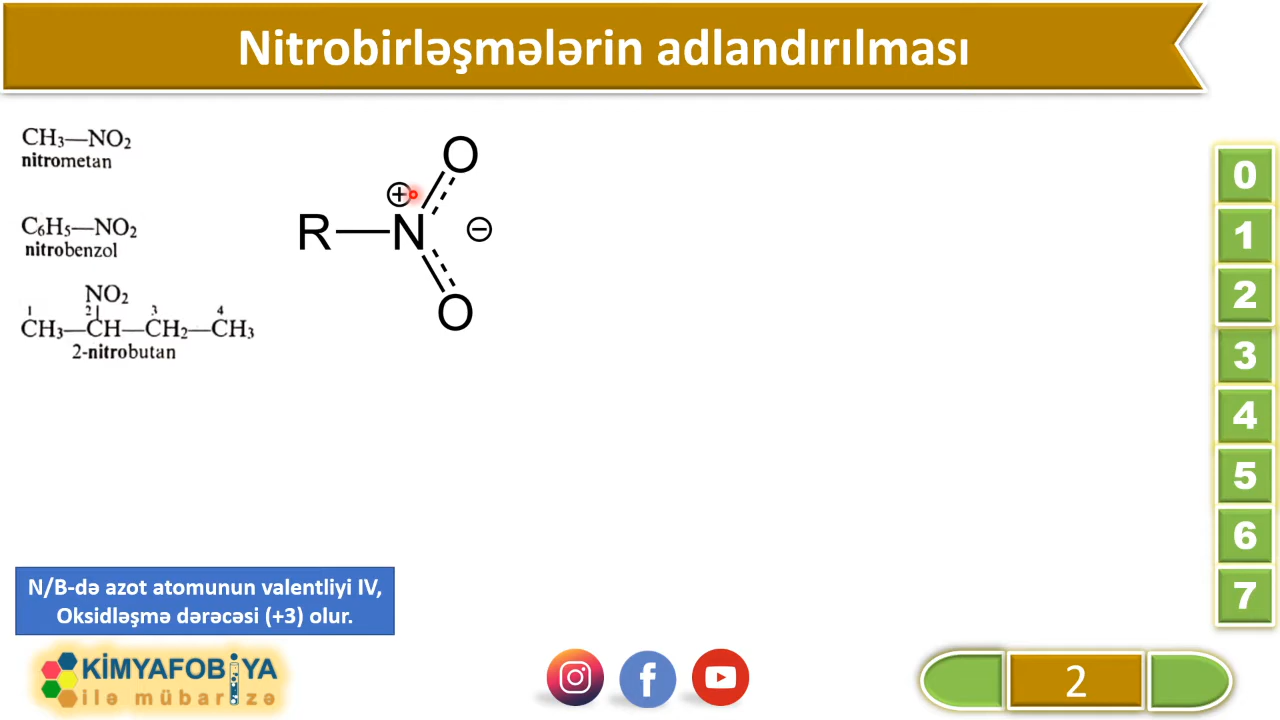 Nitrobirləşmələrin adlandırılması
CH₃—NO₂
nitrometan
C₆H₅—NO₂
nitrobenzol
NO₂
1 2 3 4
CH₃—CH—CH₂—CH₃
2-nitrobutan
O
⊕
R—N ⊖
O
0
1
2
3
4
5
6
7
N/B-də azot atomunun valentliyi IV,
Oksidləşmə dərəcəsi (+3) olur.
KİMYAFOBİYA
ilə mübarizə
2